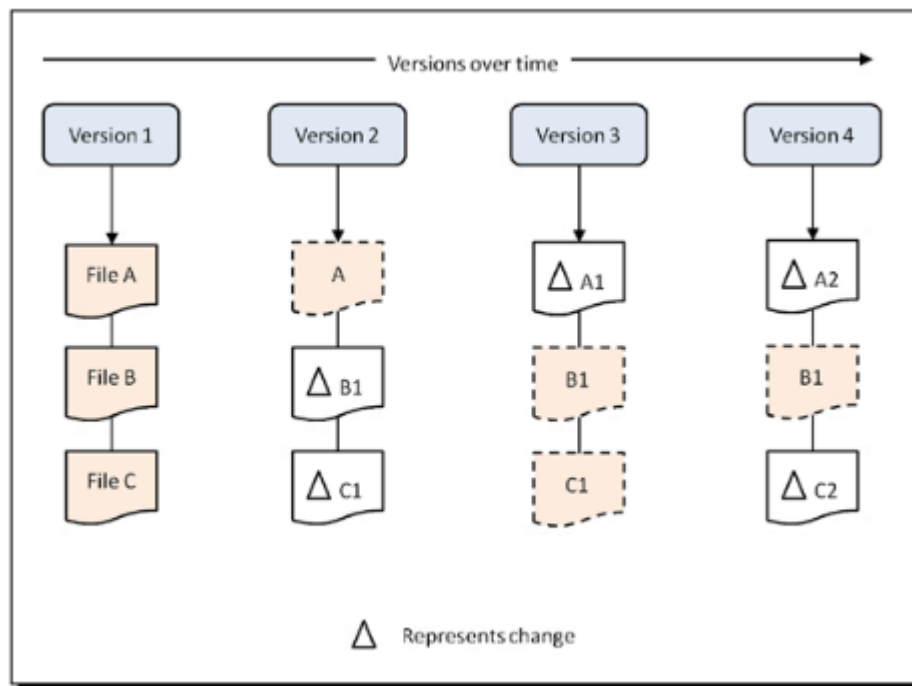 Versions over time
Version 1
Version 2
Version 3
Version 4
File A
A
Δ A1
Δ A2
File B
Δ B1
B1
B1
File C
Δ C1
C1
Δ C2
Δ Represents change